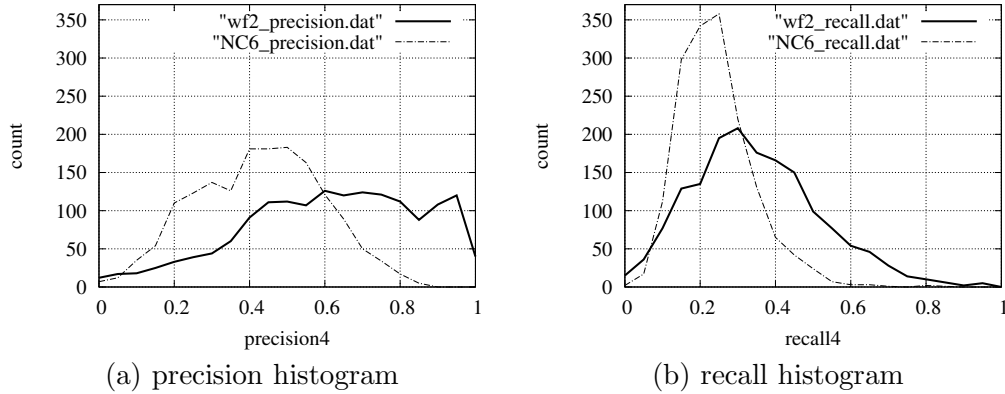 350
300
250
200
150
100
50
0
count
"wf2_precision.dat"
"NC6_precision.dat"
0 0.2 0.4 0.6 0.8 1
precision4
(a) precision histogram
350
300
250
200
150
100
50
0
count
"wf2_recall.dat"
"NC6_recall.dat"
0 0.2 0.4 0.6 0.8 1
recall4
(b) recall histogram